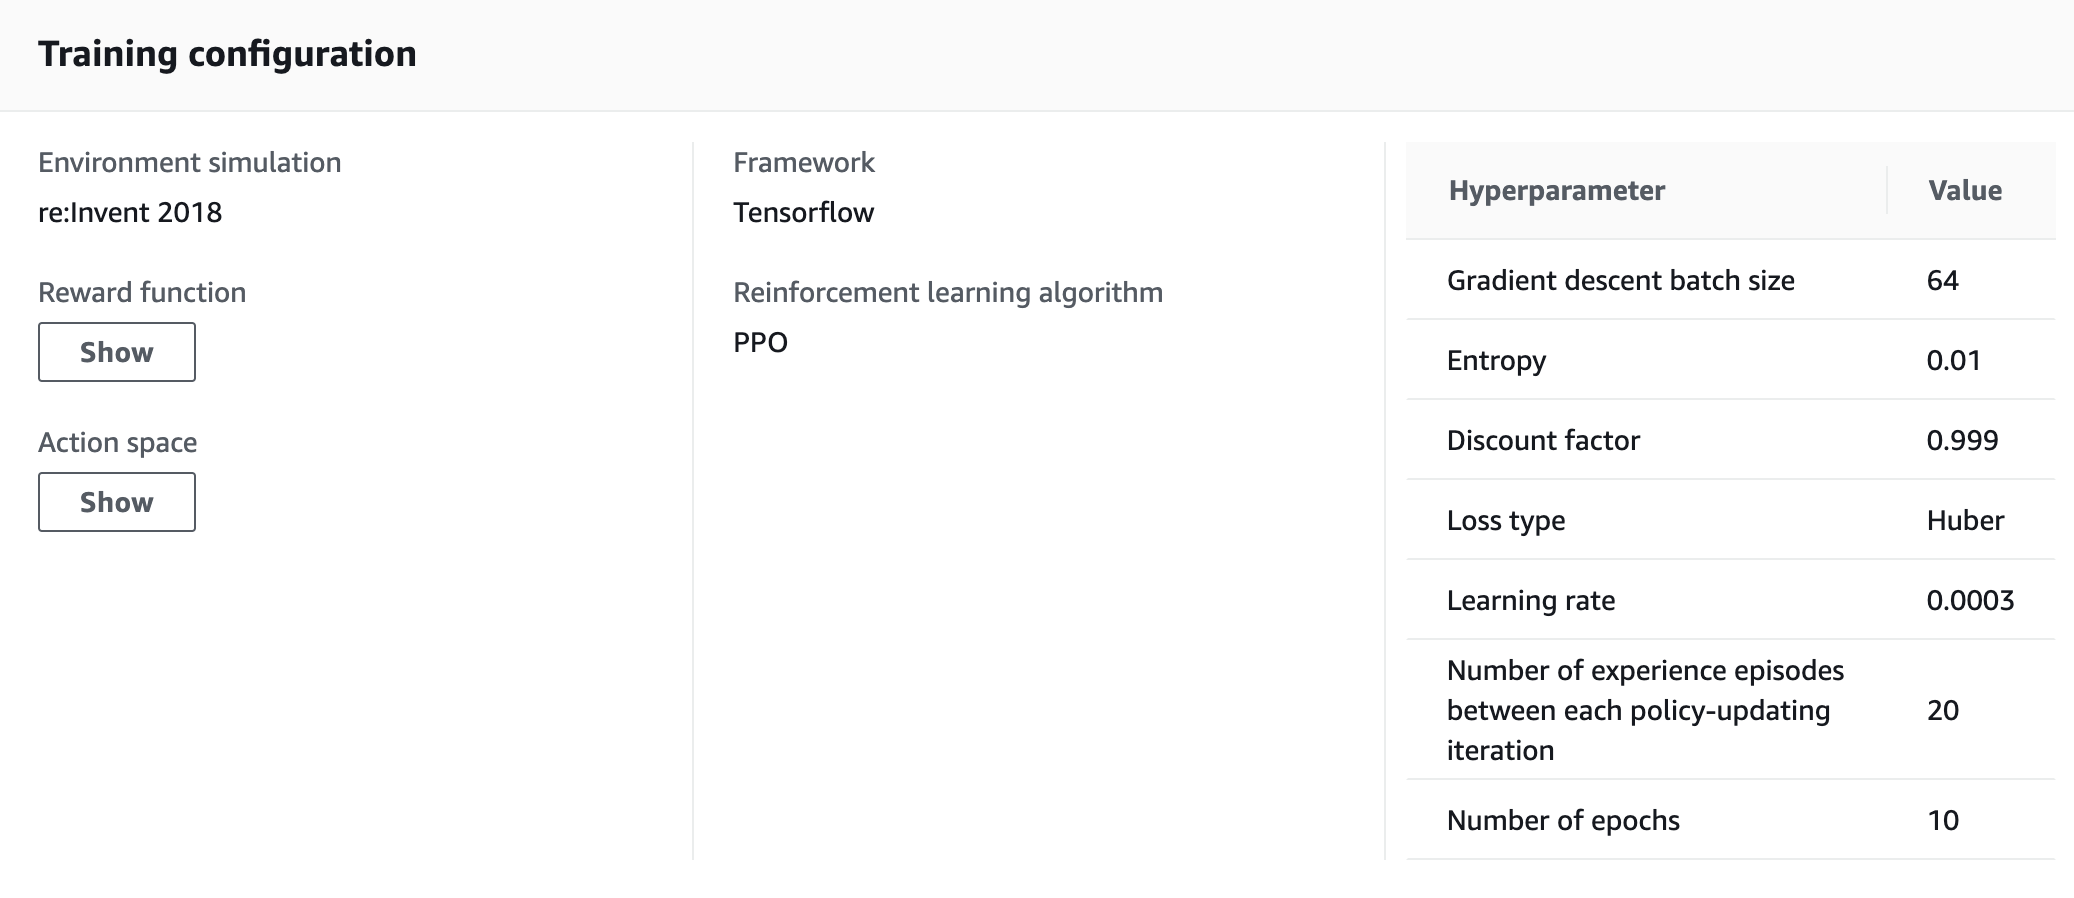 Training configuration
Environment simulation
re:Invent 2018
Reward function
Show
Action space
Show
Framework
Tensorflow
Reinforcement learning algorithm
PPO
Hyperparameter Value
Gradient descent batch size 64
Entropy 0.01
Discount factor 0.999
Loss type Huber
Learning rate 0.0003
Number of experience episodes
between each policy-updating 20
iteration
Number of epochs 10